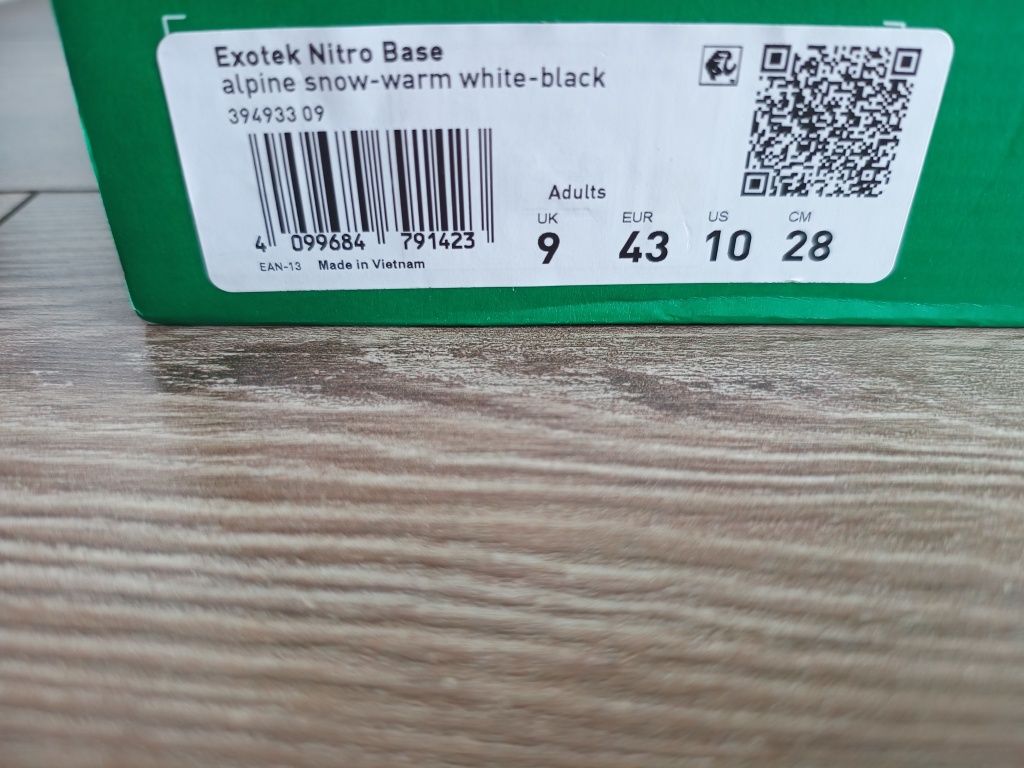 Exotek Nitro Base
alpine snow-warm white-black
394933 09
4 099684 791423
EAN-13 Made in Vietnam
Adults
UK EUR US CM
9 43 10 28